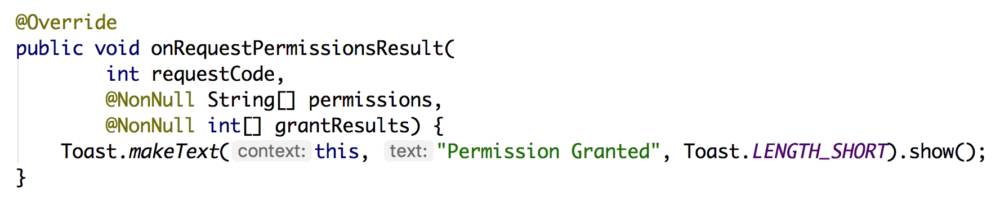 @Override
public void onRequestPermissionsResult(
int requestCode,
@NonNull String[] permissions,
@NonNull int[] grantResults) {
Toast.makeText( context: this, text: "Permission Granted", Toast.LENGTH_SHORT).show();
}